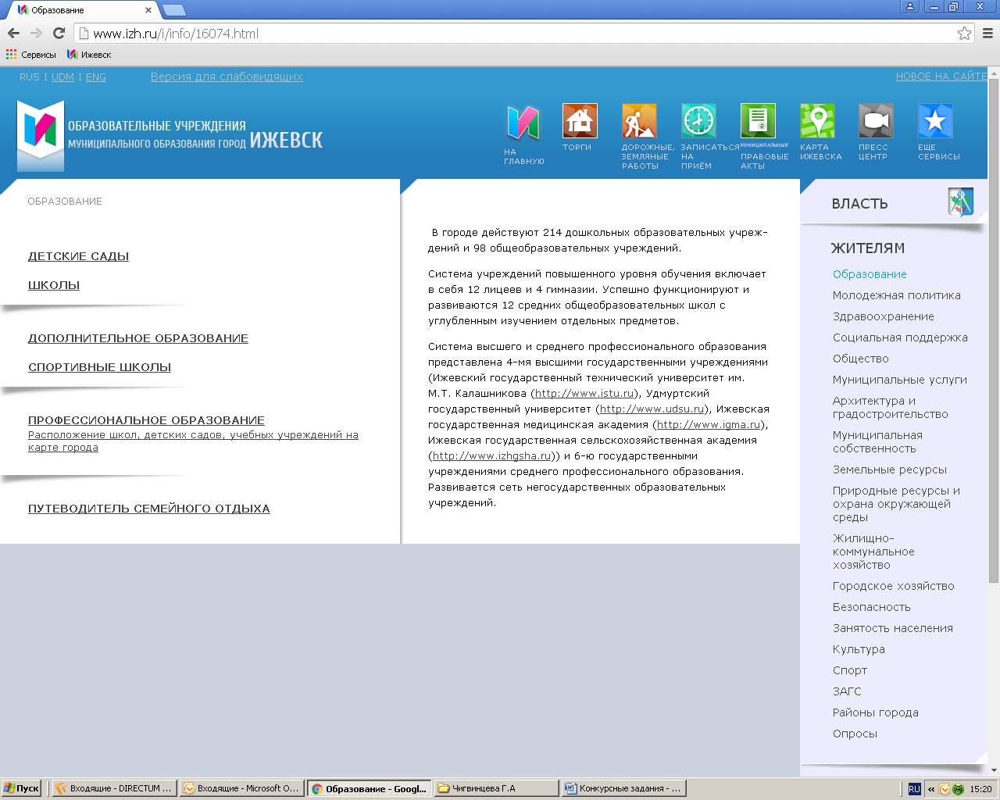 Образование
www.izh.ru/i/info/16074.html
Сервисы
Ижевск
RUS I UDM I ENG
Версия для слабовидящих
НОВОЕ НА САЙТЕ
ОБРАЗОВАТЕЛЬНЫЕ УЧРЕЖДЕНИЯ
МУНИЦИПАЛЬНОГО ОБРАЗОВАНИЯ ГОРОД ИЖЕВСК
НА
ГЛАВНУЮ
ТОРГИ
ДОРОЖНЫЕ,
ЗЕМЛЯНЫЕ
РАБОТЫ
ЗАПИСАТЬСЯ
НА
ПРИЁМ
МУНИЦИПАЛЬНЫЕ
ПРАВОВЫЕ
АКТЫ
КАРТА
ИЖЕВСКА
ПРЕСС
ЦЕНТР
ЕЩЕ
СЕРВИСЫ
ОБРАЗОВАНИЕ
ДЕТСКИЕ САДЫ
ШКОЛЫ
ДОПОЛНИТЕЛЬНОЕ ОБРАЗОВАНИЕ
СПОРТИВНЫЕ ШКОЛЫ
ПРОФЕССИОНАЛЬНОЕ ОБРАЗОВАНИЕ
Расположение школ, детских садов, учебных учреждений на
карте города
ПУТЕВОДИТЕЛЬ СЕМЕЙНОГО ОТДЫХА
В городе действуют 214 дошкольных образовательных учреж-
дений и 98 общеобразовательных учреждений.
Система учреждений повышенного уровня обучения включает
в себя 12 лицеев и 4 гимназии. Успешно функционируют и
развиваются 12 средних общеобразовательных школ с
углубленным изучением отдельных предметов.
Система высшего и среднего профессионального образования
представлена 4-мя высшими государственными учреждениями
(Ижевский государственный технический университет им.
М.Т. Калашникова (http://www.istu.ru), Удмуртский
государственный университет (http://www.udsu.ru), Ижевская
государственная медицинская академия (http://www.igma.ru),
Ижевская государственная сельскохозяйственная академия
(http://www.izhgsha.ru)) и 6-ю государственными
учреждениями среднего профессионального образования.
Развивается сеть негосударственных образовательных
учреждений.
ВЛАСТЬ
ЖИТЕЛЯМ
Образование
Молодежная политика
Здравоохранение
Социальная поддержка
Общество
Муниципальные услуги
Архитектура и
градостроительство
Муниципальная
собственность
Земельные ресурсы
Природные ресурсы и
охрана окружающей
среды
Жилищно-
коммунальное
хозяйство
Городское хозяйство
Безопасность
Занятость населения
Культура
Спорт
ЗАГС
Районы города
Опросы
Пуск
Входящие - DIRECTUM ...
Входящие - Microsoft O...
Образование - Googl...
Чигвинцева Г.А
Конкурсные задания - ...
RU
«
15:20